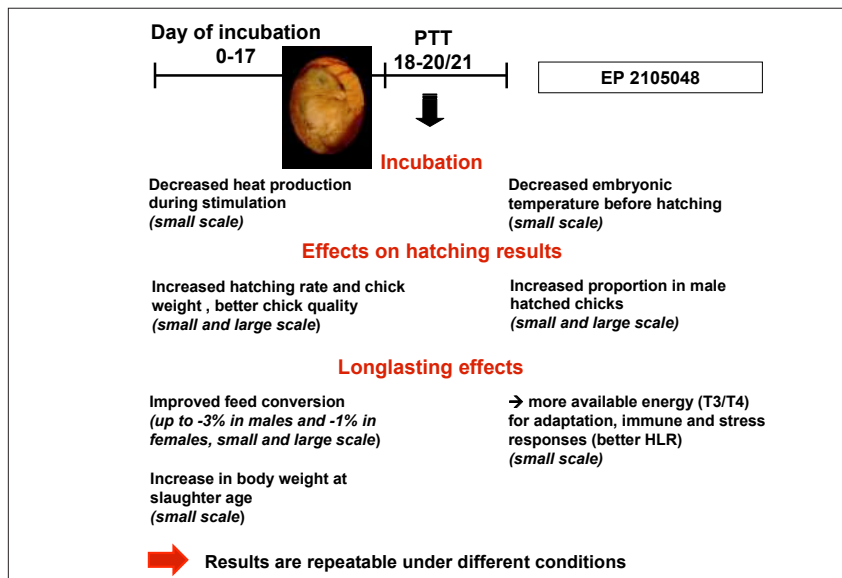 Day of incubation
0-17
PTT
18-20/21
EP 2105048
Incubation
Decreased heat production
during stimulation
(small scale)
Decreased embryonic
temperature before hatching
(small scale)
Effects on hatching results
Increased hatching rate and chick
weight , better chick quality
(small and large scale)
Increased proportion in male
hatched chicks
(small and large scale)
Longlasting effects
Improved feed conversion
(up to -3% in males and -1% in
females, small and large scale)
→ more available energy (T3/T4)
for adaptation, immune and stress
responses (better HLR)
(small scale)
Increase in body weight at
slaughter age
(small scale)
Results are repeatable under different conditions